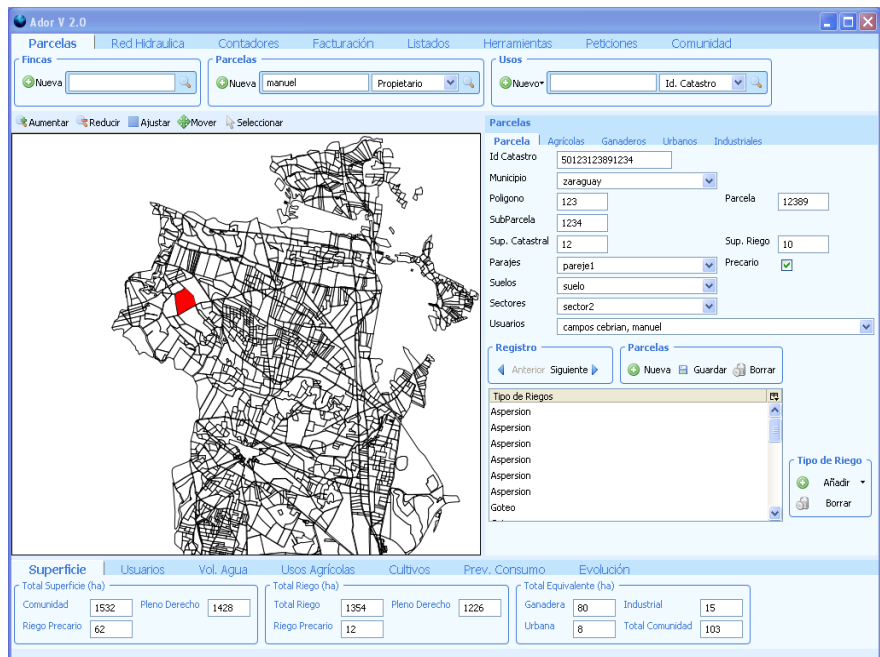 Ador V 2.0
Parcelas Red Hidraulica Contadores Facturación Listados Herramientas Peticiones Comunidad
Fincas Parcelas Usos
Nueva Nueva manuel Propietario Nuevo Id. Catastro
Aumentar Reducir Ajustar Mover Seleccionar
Parcelas
Parcela Agrícolas Ganaderos Urbanos Industriales
Id Catastro 50123123891234
Municipio zaraguay
Poligono 123 Parcela 12389
SubParcela 1234
Sup. Catastral 12 Sup. Riego 10
Parajes pareje1 Precario
Suelos suelo
Sectores sector2
Usuarios campos cebrian, manuel
Registro Parcelas
Anterior Siguiente Nueva Guardar Borrar
Tipo de Riegos
Aspersion
Aspersion
Aspersion
Aspersion
Aspersion
Aspersion
Goteo
Tipo de Riego
Añadir
Borrar
Superficie Usuarios Vol. Agua Usos Agrícolas Cultivos Prev. Consumo Evolución
Total Superficie (ha) Total Riego (ha) Total Equivalente (ha)
Comunidad 1532 Pleno Derecho 1428 Total Riego 1354 Pleno Derecho 1226 Ganadera 80 Industrial 15
Riego Precario 62 Riego Precario 12 Urbana 8 Total Comunidad 103